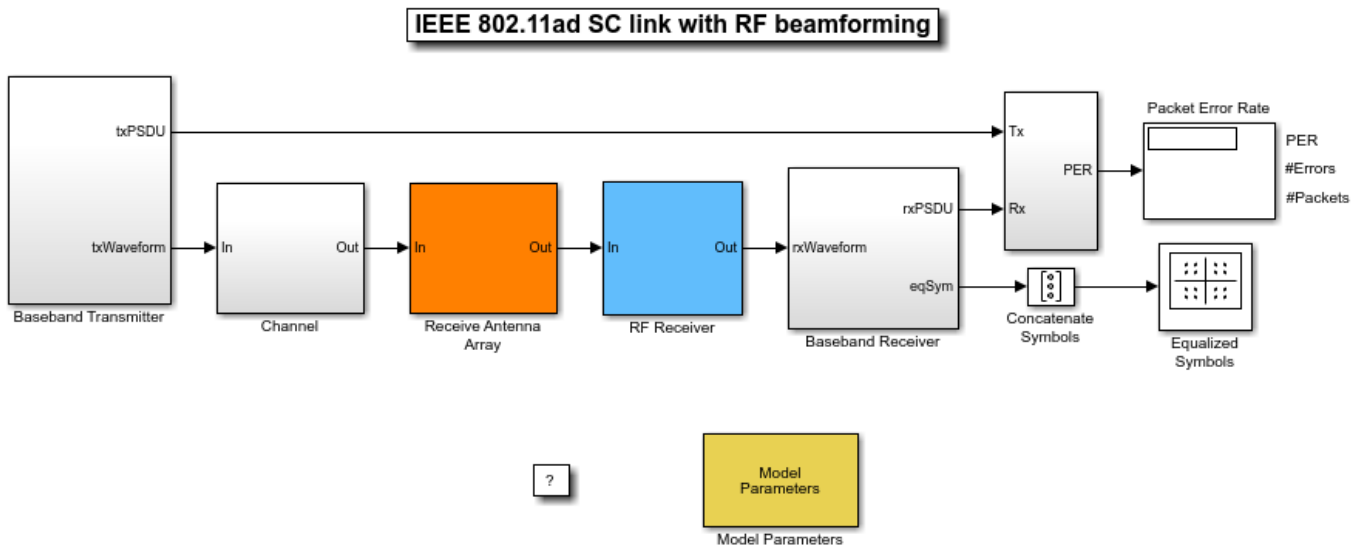 IEEE 802.11ad SC link with RF beamforming
txPSDU
txWaveform
Baseband Transmitter
In
Out
Channel
In
Out
Receive Antenna
Array
In
Out
RF Receiver
rxPSDU
rxWaveform
eqSym
Baseband Receiver
Tx
PER
Rx
Packet Error Rate
PER
#Errors
#Packets
Concatenate
Symbols
Equalized
Symbols
?
Model
Parameters
Model Parameters